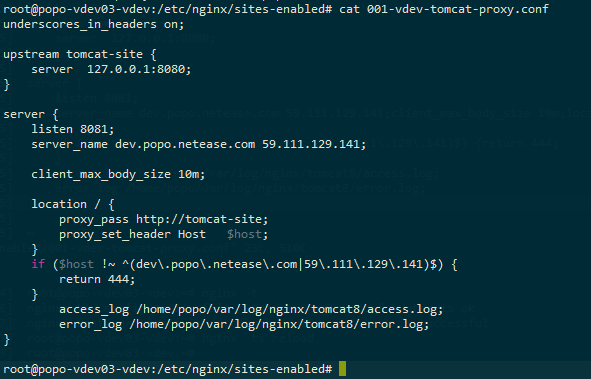 root@popo-vdev03-vdev:/etc/nginx/sites-enabled# cat 001-vdev-tomcat-proxy.conf
underscores_in_headers on;
upstream tomcat-site {
    server  127.0.0.1:8080;
}
server {
    listen 8081;
    server_name dev.popo.netease.com 59.111.129.141;
    client_max_body_size 10m;
    location / {
        proxy_pass http://tomcat-site;
        proxy_set_header Host   $host;
    }
    if ($host !~ ^(dev\.popo\.netease\.com|59\.111\.129\.141)$) {
        return 444;
    }
        access_log /home/popo/var/log/nginx/tomcat8/access.log;
        error_log /home/popo/var/log/nginx/tomcat8/error.log;
}
root@popo-vdev03-vdev:/etc/nginx/sites-enabled#